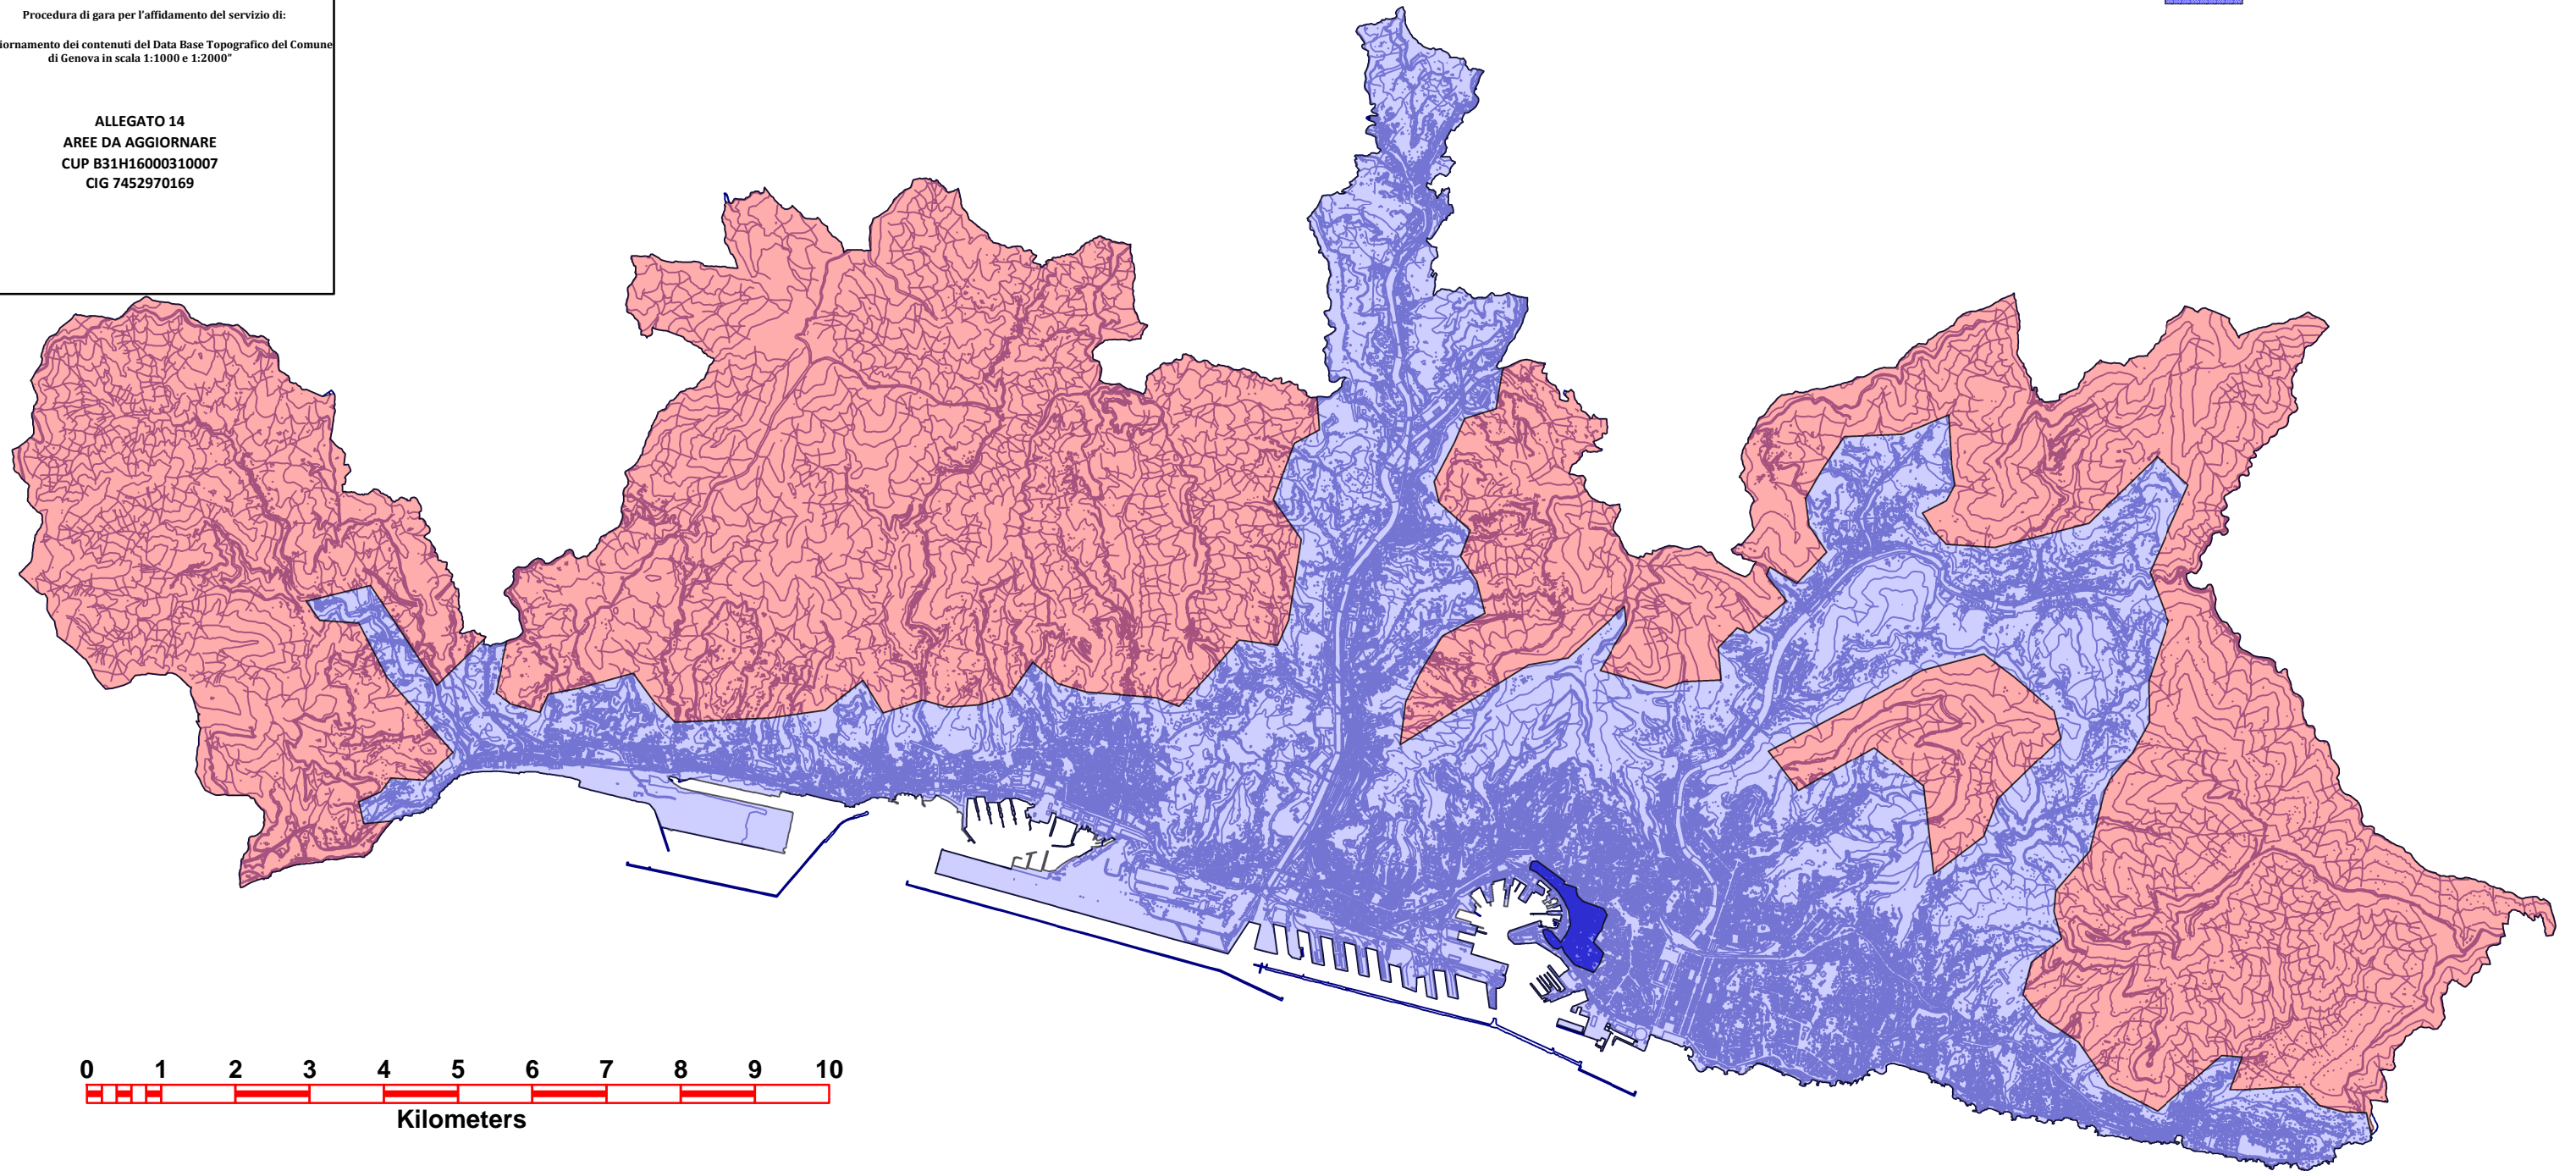 Procedura di gara per l'affidamento del servizio di:
dei contenuti del Data Base Topografico del Comune
di Genova in scala 1:1000 e 1:2000"
ALLEGATO 14
AREE DA AGGIORNARE
CUP B31H16000310007
CIG 7452970169
0 1 2 3 4 5 6 7 8 9 10
Kilometers